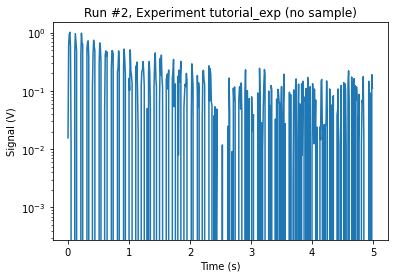 Run #2, Experiment tutorial_exp (no sample)
Signal (V)
10⁰
10⁻¹
10⁻²
10⁻³
0 1 2 3 4 5
Time (s)